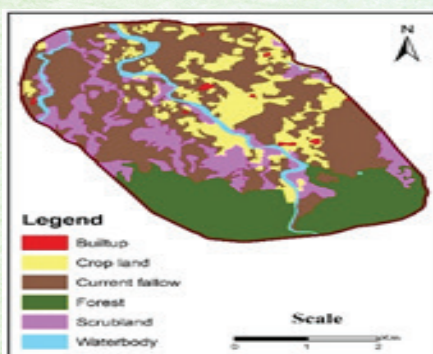 N
Legend
Builtup
Crop land
Current fallow
Forest
Scrubland
Waterbody
Scale
0 1 2